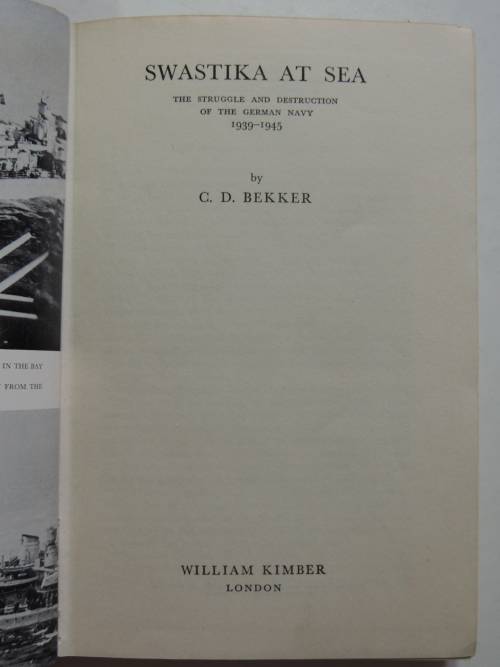 SWASTIKA AT SEA
THE STRUGGLE AND DESTRUCTION
OF THE GERMAN NAVY
1939–1945
by
C. D. BEKKER
IN THE BAY
FROM THE
WILLIAM KIMBER
LONDON